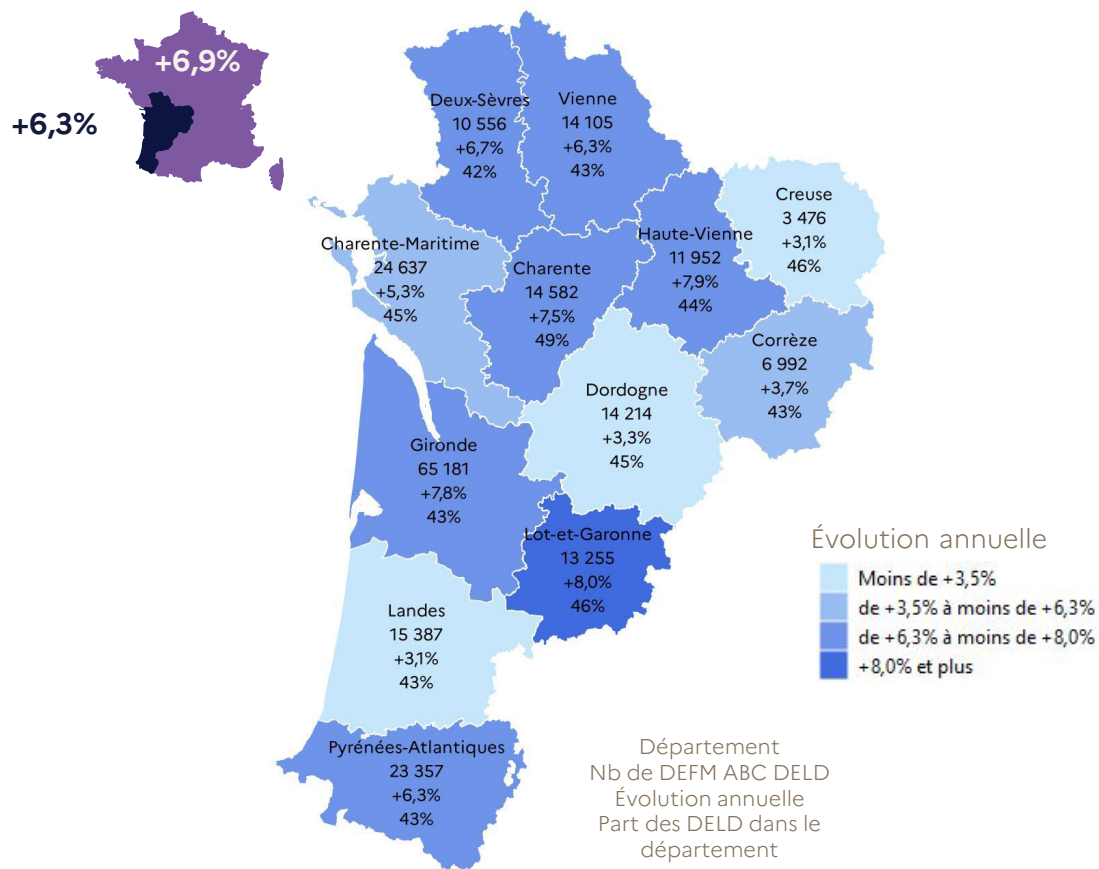 +6,9%
+6,3%
Deux-Sèvres
10 556
+6,7%
42%
Vienne
14 105
+6,3%
43%
Creuse
3 476
+3,1%
46%
Charente-Maritime
24 637
+5,3%
45%
Charente
14 582
+7,5%
49%
Haute-Vienne
11 952
+7,9%
44%
Corrèze
6 992
+3,7%
43%
Dordogne
14 214
+3,3%
45%
Gironde
65 181
+7,8%
43%
Lot-et-Garonne
13 255
+8,0%
46%
Landes
15 387
+3,1%
43%
Pyrénées-Atlantiques
23 357
+6,3%
43%
Évolution annuelle
Moins de +3,5%
de +3,5% à moins de +6,3%
de +6,3% à moins de +8,0%
+8,0% et plus
Département
Nb de DEFM ABC DELD
Évolution annuelle
Part des DELD dans le
département